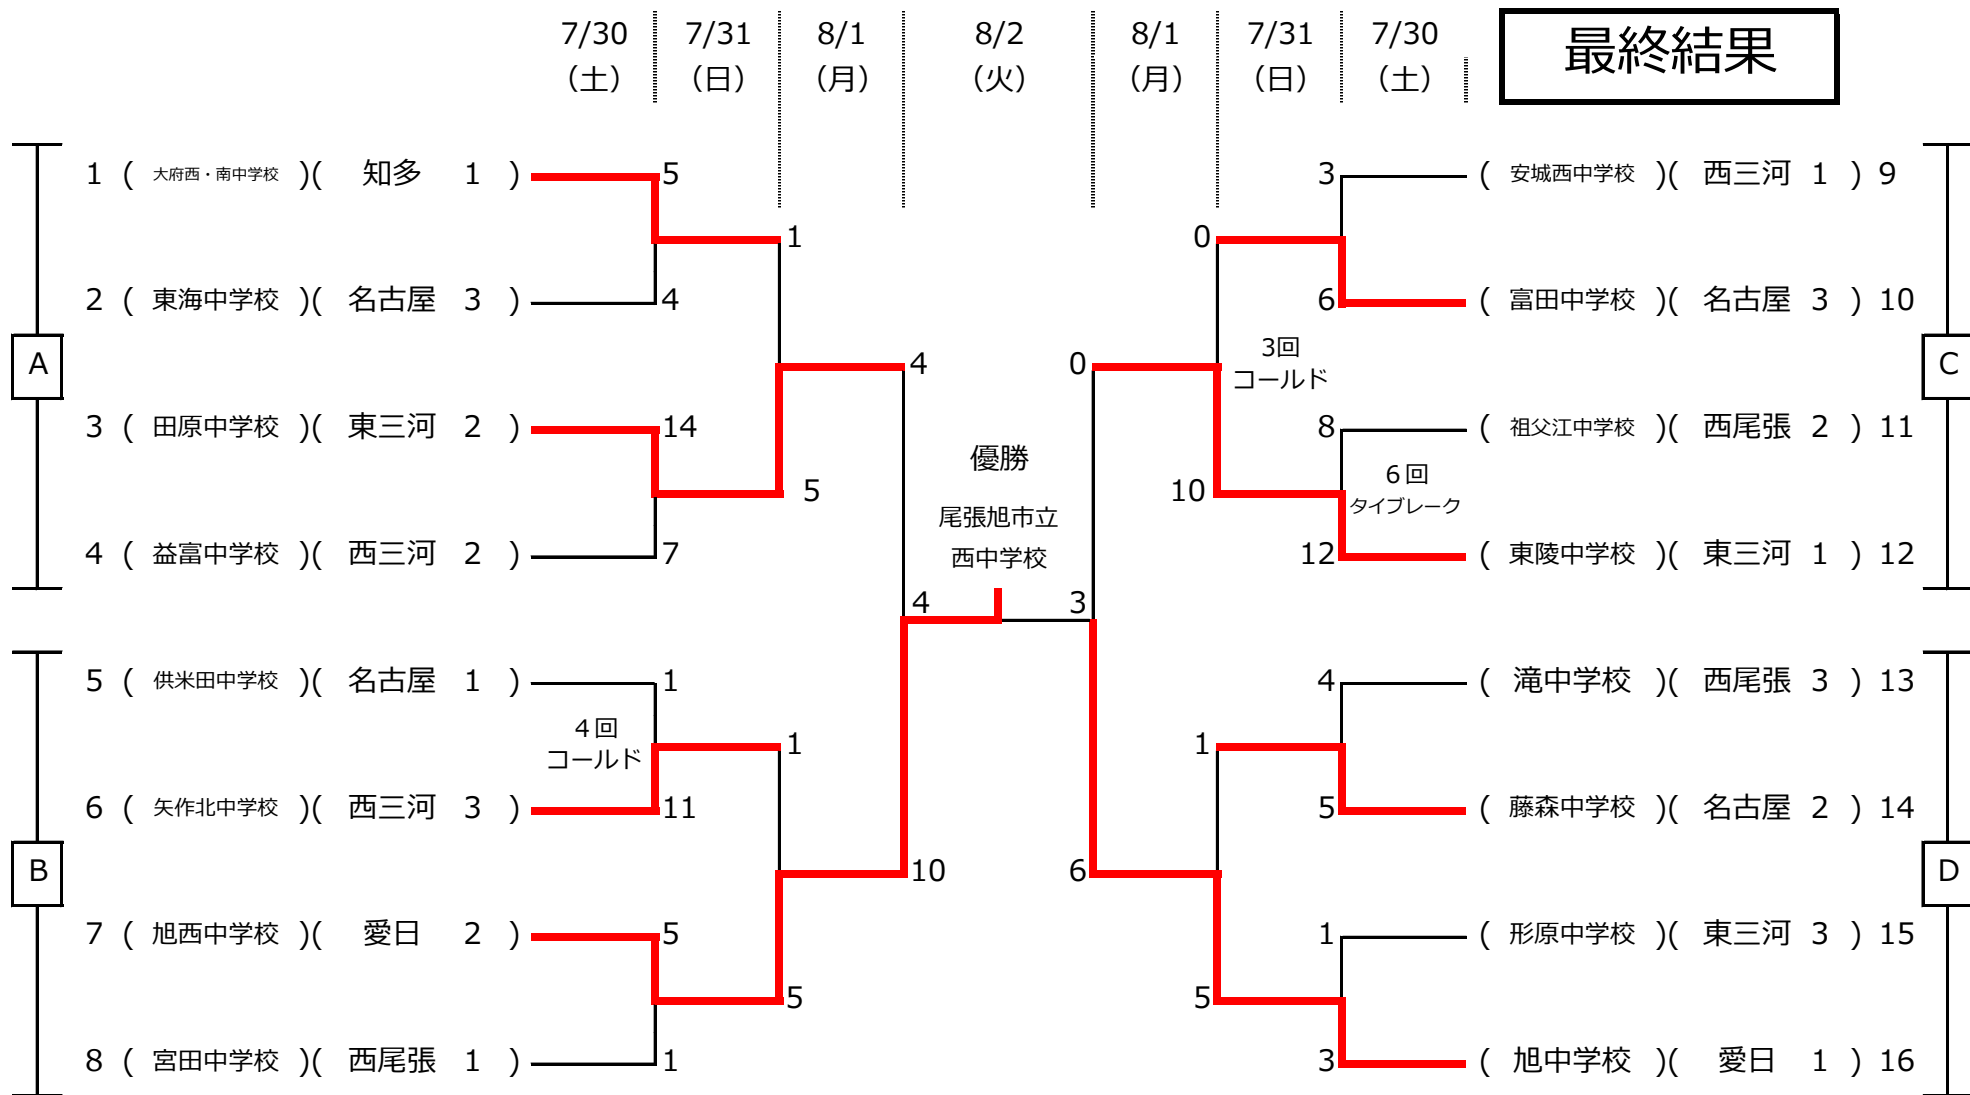 7/30 7/31 8/1 8/2 8/1 7/31 7/30
（土） （日） （月） （火） （月） （日） （土）
最終結果
1 ( 大府西・南中学校 )( 知多 1 ) 5
1
2 ( 東海中学校 )( 名古屋 3 ) 4
A
4
3 ( 田原中学校 )( 東三河 2 ) 14
5
4 ( 益富中学校 )( 西三河 2 ) 7
5 ( 供米田中学校 )( 名古屋 1 ) 1
４回
コールド
1
6 ( 矢作北中学校 )( 西三河 3 ) 11
B
10
7 ( 旭西中学校 )( 愛日 2 ) 5
5
8 ( 宮田中学校 )( 西尾張 1 ) 1
優勝
尾張旭市立
西中学校
4 3
3 ( 安城西中学校 )( 西三河 1 ) 9
0
6 ( 富田中学校 )( 名古屋 3 ) 10
3回
コールド
0
C
8 ( 祖父江中学校 )( 西尾張 2 ) 11
６回
タイブレーク
10
12 ( 東陵中学校 )( 東三河 1 ) 12
4 ( 滝中学校 )( 西尾張 3 ) 13
1
5 ( 藤森中学校 )( 名古屋 2 ) 14
6
D
1 ( 形原中学校 )( 東三河 3 ) 15
5
3 ( 旭中学校 )( 愛日 1 ) 16